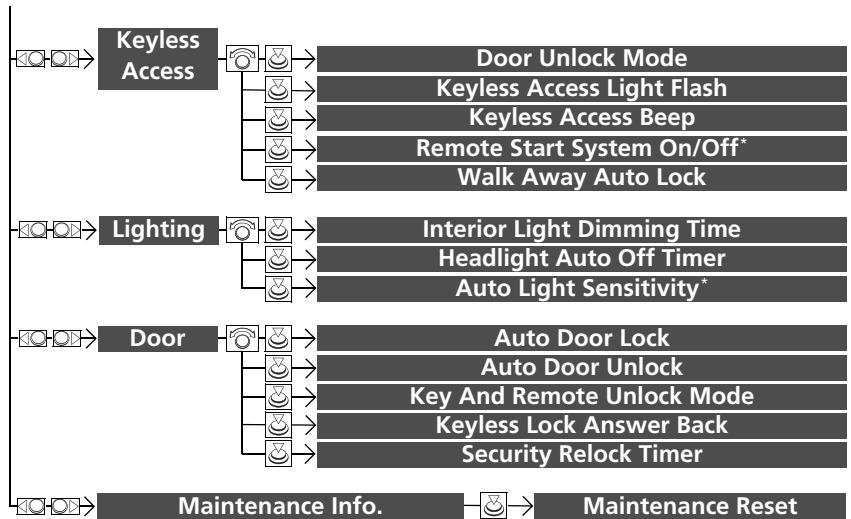 Keyless
Access
Door Unlock Mode
Keyless Access Light Flash
Keyless Access Beep
Remote Start System On/Off*
Walk Away Auto Lock
Lighting
Interior Light Dimming Time
Headlight Auto Off Timer
Auto Light Sensitivity*
Door
Auto Door Lock
Auto Door Unlock
Key And Remote Unlock Mode
Keyless Lock Answer Back
Security Relock Timer
Maintenance Info.
Maintenance Reset